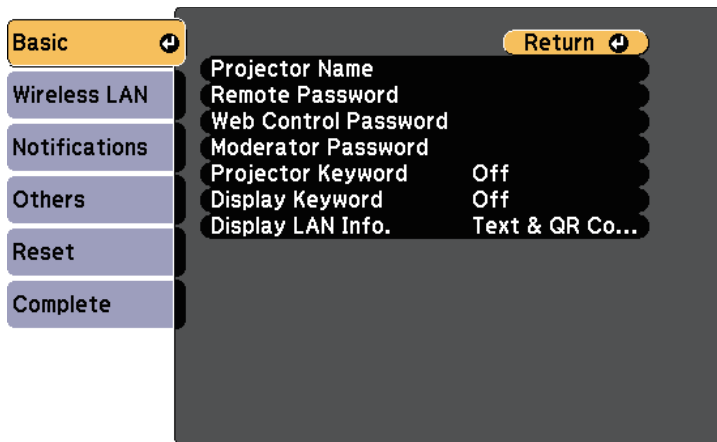 Basic
Wireless LAN
Notifications
Others
Reset
Complete
Return
Projector Name
Remote Password
Web Control Password
Moderator Password
Projector Keyword Off
Display Keyword Off
Display LAN Info. Text & QR Co...